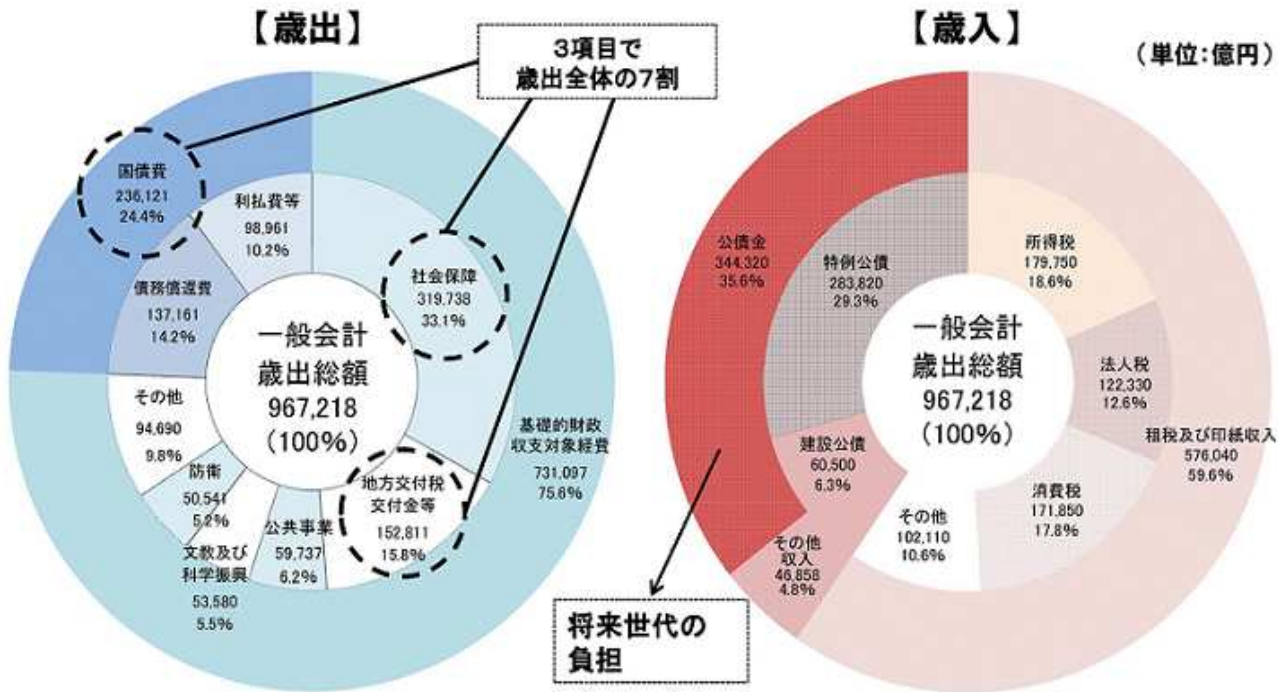 【歳出】
3項目で
歳出全体の7割
【歳入】
(単位:億円)
国債費
236,121
24.4%
利払費等
98,961
10.2%
債務償還費
137,161
14.2%
社会保障
319,738
33.1%
一般会計
歳出総額
967,218
(100%)
その他
94,690
9.8%
防衛
50,541
5.2%
文教及び
科学振興
53,580
5.5%
公共事業
59,737
6.2%
地方交付税
交付金等
152,811
15.8%
基礎的財政
収支対象経費
731,097
75.6%
公債金
344,320
35.6%
特例公債
283,820
29.3%
所得税
179,750
18.6%
一般会計
歳出総額
967,218
(100%)
法人税
122,330
12.6%
租税及び印紙収入
576,040
59.6%
建設公債
60,500
6.3%
消費税
171,850
17.8%
その他
102,110
10.6%
その他
収入
46,858
4.8%
将来世代の
負担